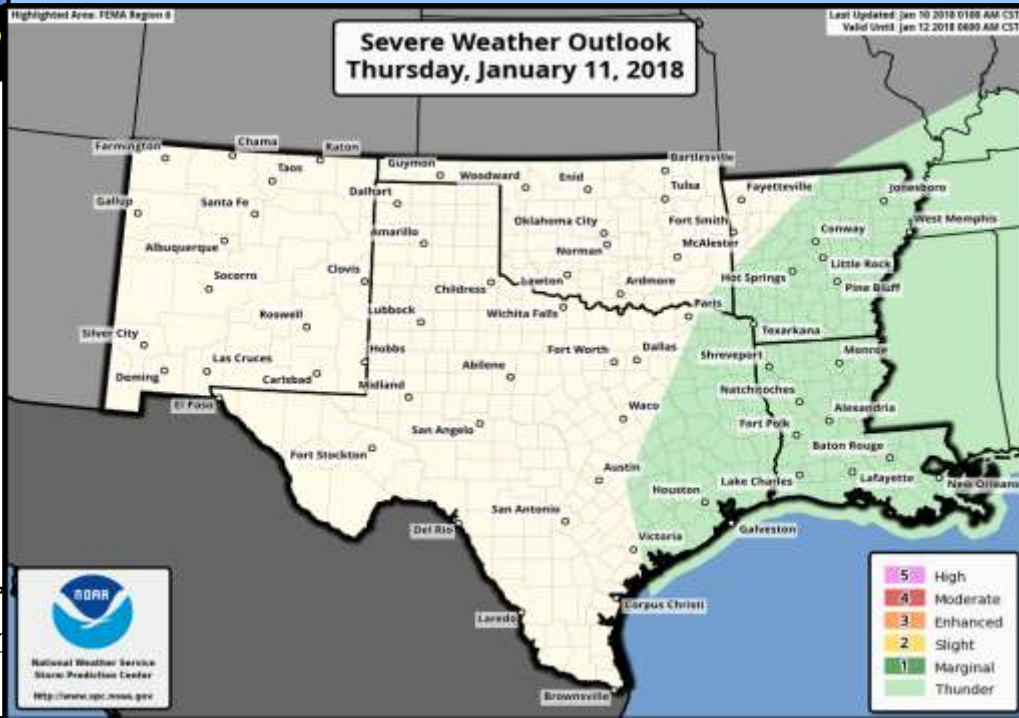 Highlighted Area: FEMA Region 6
Last Updated: Jan 10 2018 0100 AM CST
Valid Until: Jan 12 2018 0600 AM CST
Severe Weather Outlook
Thursday, January 11, 2018
Farmington
Chama
Raton
Taos
Gallup
Santa Fe
Albuquerque
Socorro
Clovis
Roswell
Silver City
Las Cruces
Hobbs
Deming
Carlsbad
El Paso
Guymon
Woodward
Enid
Bartlesville
Tulsa
Dalhart
Oklahoma City
Fort Smith
Amarillo
Norman
McAlester
Childress
Lawton
Ardmore
Lubbock
Wichita Falls
Paris
Fort Worth
Dallas
Abilene
Midland
Waco
San Angelo
Fort Stockton
Austin
Houston
San Antonio
Del Rio
Victoria
Galveston
Corpus Christi
Laredo
Brownsville
Fayetteville
Jonesboro
West Memphis
Conway
Little Rock
Hot Springs
Pine Bluff
Texarkana
Shreveport
Monroe
Natchitoches
Alexandria
Fort Polk
Baton Rouge
Lake Charles
Lafayette
New Orleans
NOAA
National Weather Service
Storm Prediction Center
http://www.spc.noaa.gov
5 High
4 Moderate
3 Enhanced
2 Slight
1 Marginal
Thunder